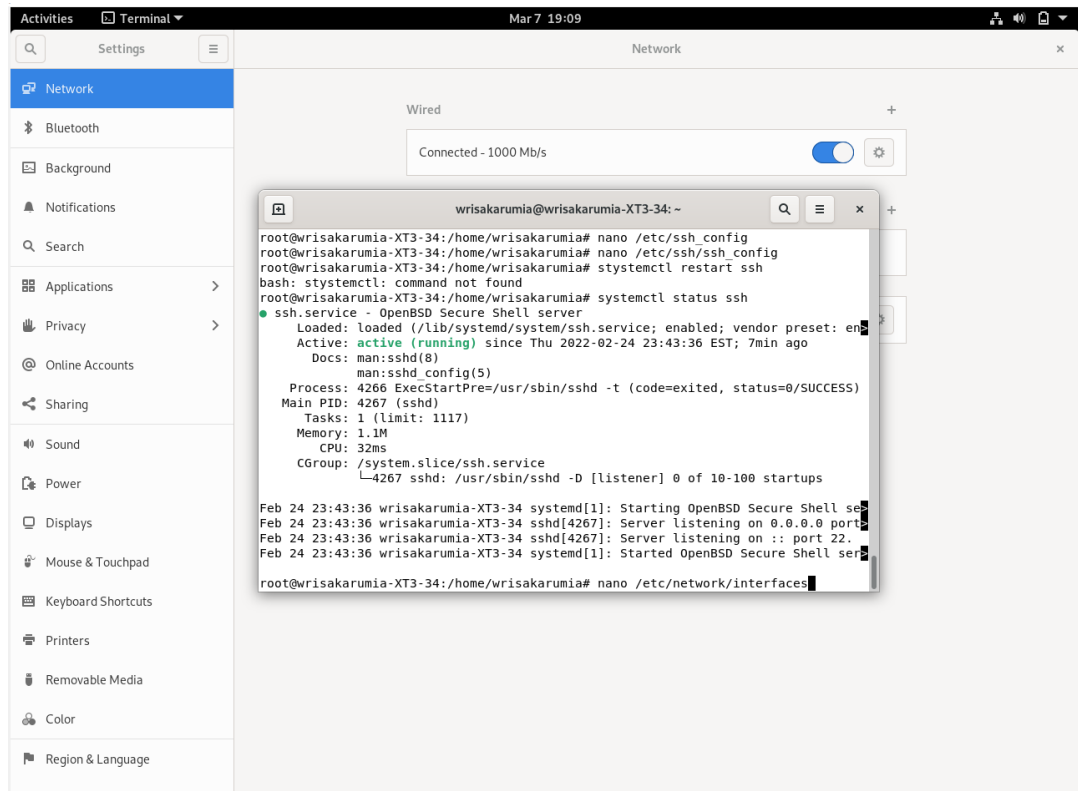 Activities Terminal Mar 7 19:09
Settings
Network
Network
Bluetooth
Background
Notifications
Search
Applications
Privacy
Online Accounts
Sharing
Sound
Power
Displays
Mouse & Touchpad
Keyboard Shortcuts
Printers
Removable Media
Color
Region & Language
Wired
Connected - 1000 Mb/s
wrisakarumia@wrisakarumia-XT3-34: ~
root@wrisakarumia-XT3-34:/home/wrisakarumia# nano /etc/ssh_config
root@wrisakarumia-XT3-34:/home/wrisakarumia# nano /etc/ssh/ssh_config
root@wrisakarumia-XT3-34:/home/wrisakarumia# stystemctl restart ssh
bash: stystemctl: command not found
root@wrisakarumia-XT3-34:/home/wrisakarumia# systemctl status ssh
● ssh.service - OpenBSD Secure Shell server
Loaded: loaded (/lib/systemd/system/ssh.service; enabled; vendor preset: en>
Active: active (running) since Thu 2022-02-24 23:43:36 EST; 7min ago
Docs: man:sshd(8)
man:sshd_config(5)
Process: 4266 ExecStartPre=/usr/sbin/sshd -t (code=exited, status=0/SUCCESS)
Main PID: 4267 (sshd)
Tasks: 1 (limit: 1117)
Memory: 1.1M
CPU: 32ms
CGroup: /system.slice/ssh.service
└─4267 sshd: /usr/sbin/sshd -D [listener] 0 of 10-100 startups
Feb 24 23:43:36 wrisakarumia-XT3-34 systemd[1]: Starting OpenBSD Secure Shell se>
Feb 24 23:43:36 wrisakarumia-XT3-34 sshd[4267]: Server listening on 0.0.0.0 port>
Feb 24 23:43:36 wrisakarumia-XT3-34 sshd[4267]: Server listening on :: port 22.
Feb 24 23:43:36 wrisakarumia-XT3-34 systemd[1]: Started OpenBSD Secure Shell ser>
root@wrisakarumia-XT3-34:/home/wrisakarumia# nano /etc/network/interfaces